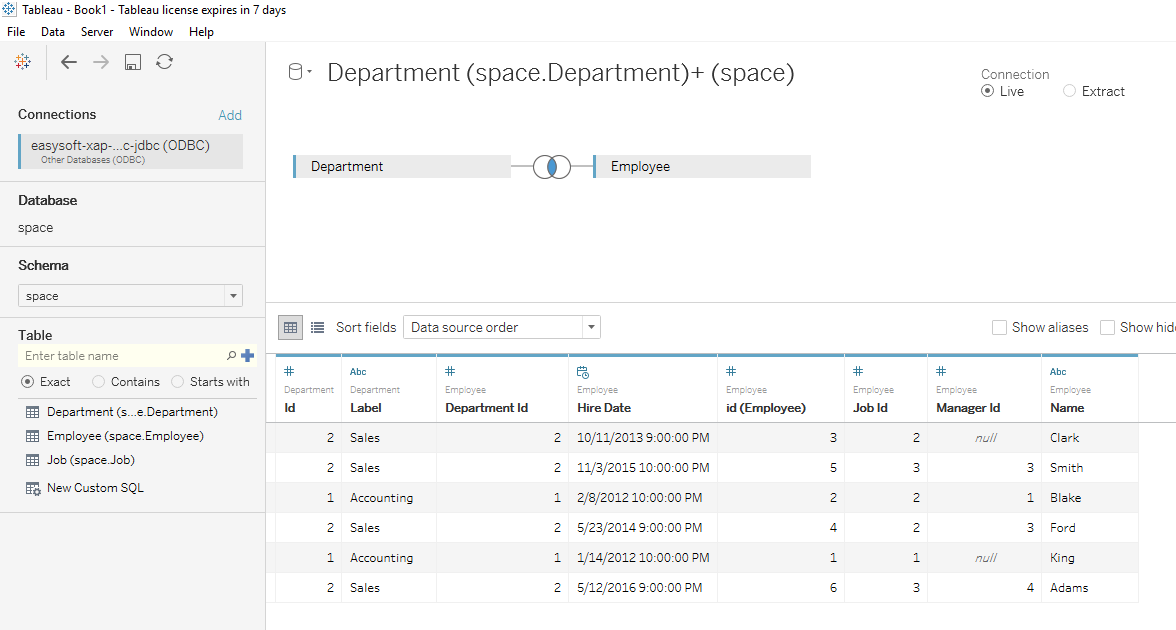 Tableau - Book1 - Tableau license expires in 7 days
File Data Server Window Help
Department (space.Department)+ (space)
Connection
Live Extract
Connections Add
easysoft-xap-...c-jdbc (ODBC)
Other Databases (ODBC)
Department Employee
Database
space
Schema
space
Table
Enter table name
Exact Contains Starts with
Department (s...e.Department)
Employee (space.Employee)
Job (space.Job)
New Custom SQL
Sort fields Data source order Show aliases Show hid
# Abc # # # # Abc
Department Department Employee Employee Employee Employee Employee Employee
Id Label Department Id Hire Date id (Employee) Job Id Manager Id Name
2 Sales 2 10/11/2013 9:00:00 PM 3 2 null Clark
2 Sales 2 11/3/2015 10:00:00 PM 5 3 3 Smith
1 Accounting 1 2/8/2012 10:00:00 PM 2 2 1 Blake
2 Sales 2 5/23/2014 9:00:00 PM 4 2 3 Ford
1 Accounting 1 1/14/2012 10:00:00 PM 1 1 null King
2 Sales 2 5/12/2016 9:00:00 PM 6 3 4 Adams